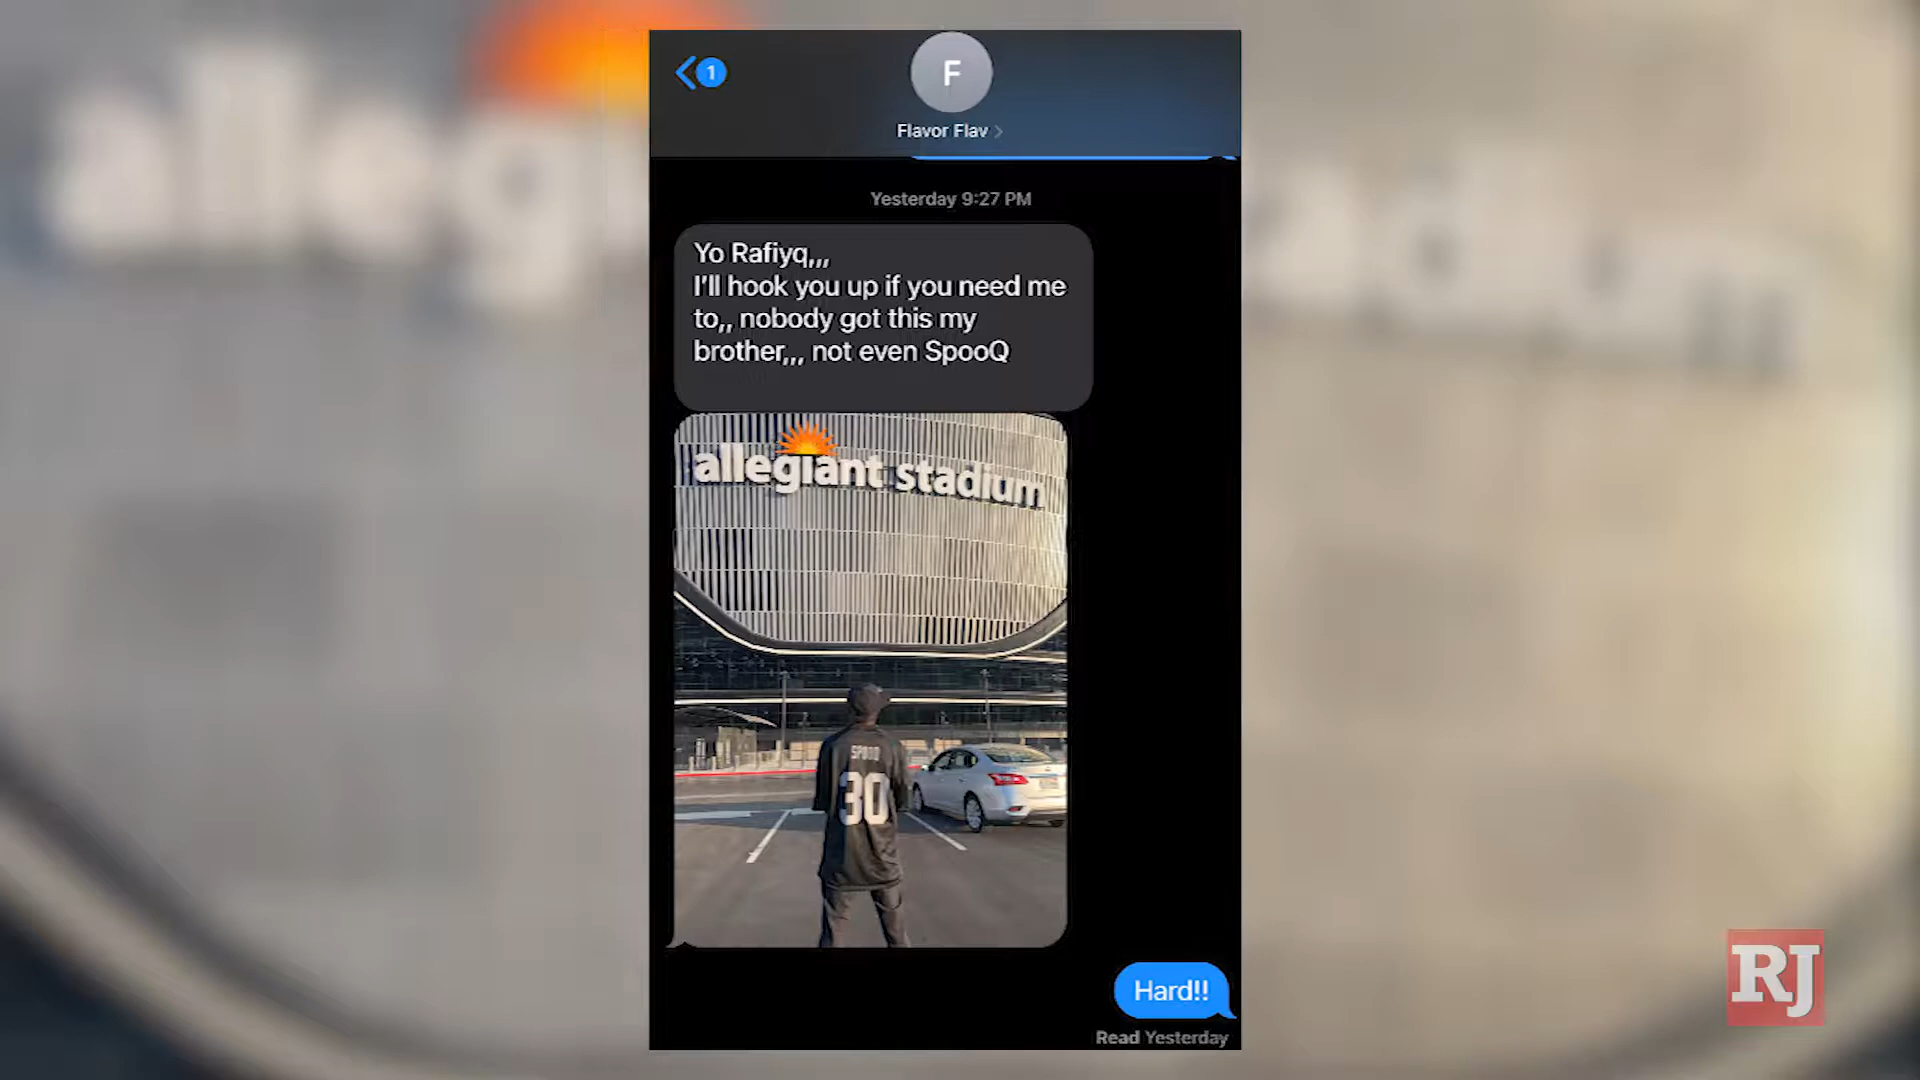 1
F
Flavor Flav
Yesterday 9:27 PM
Yo Rafiyq,,,
I'll hook you up if you need me
to,, nobody got this my
brother,,, not even SpooQ
allegiant stadium
30
Hard!!
Read Yesterday
RJ